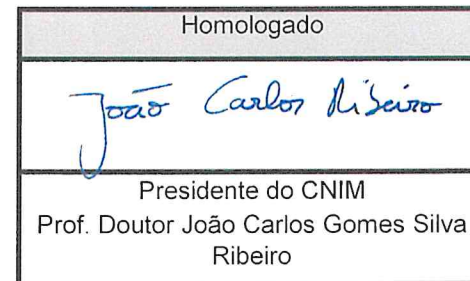 Homologado
João Carlos Ribeiro
Presidente do CNIM
Prof. Doutor João Carlos Gomes Silva
Ribeiro